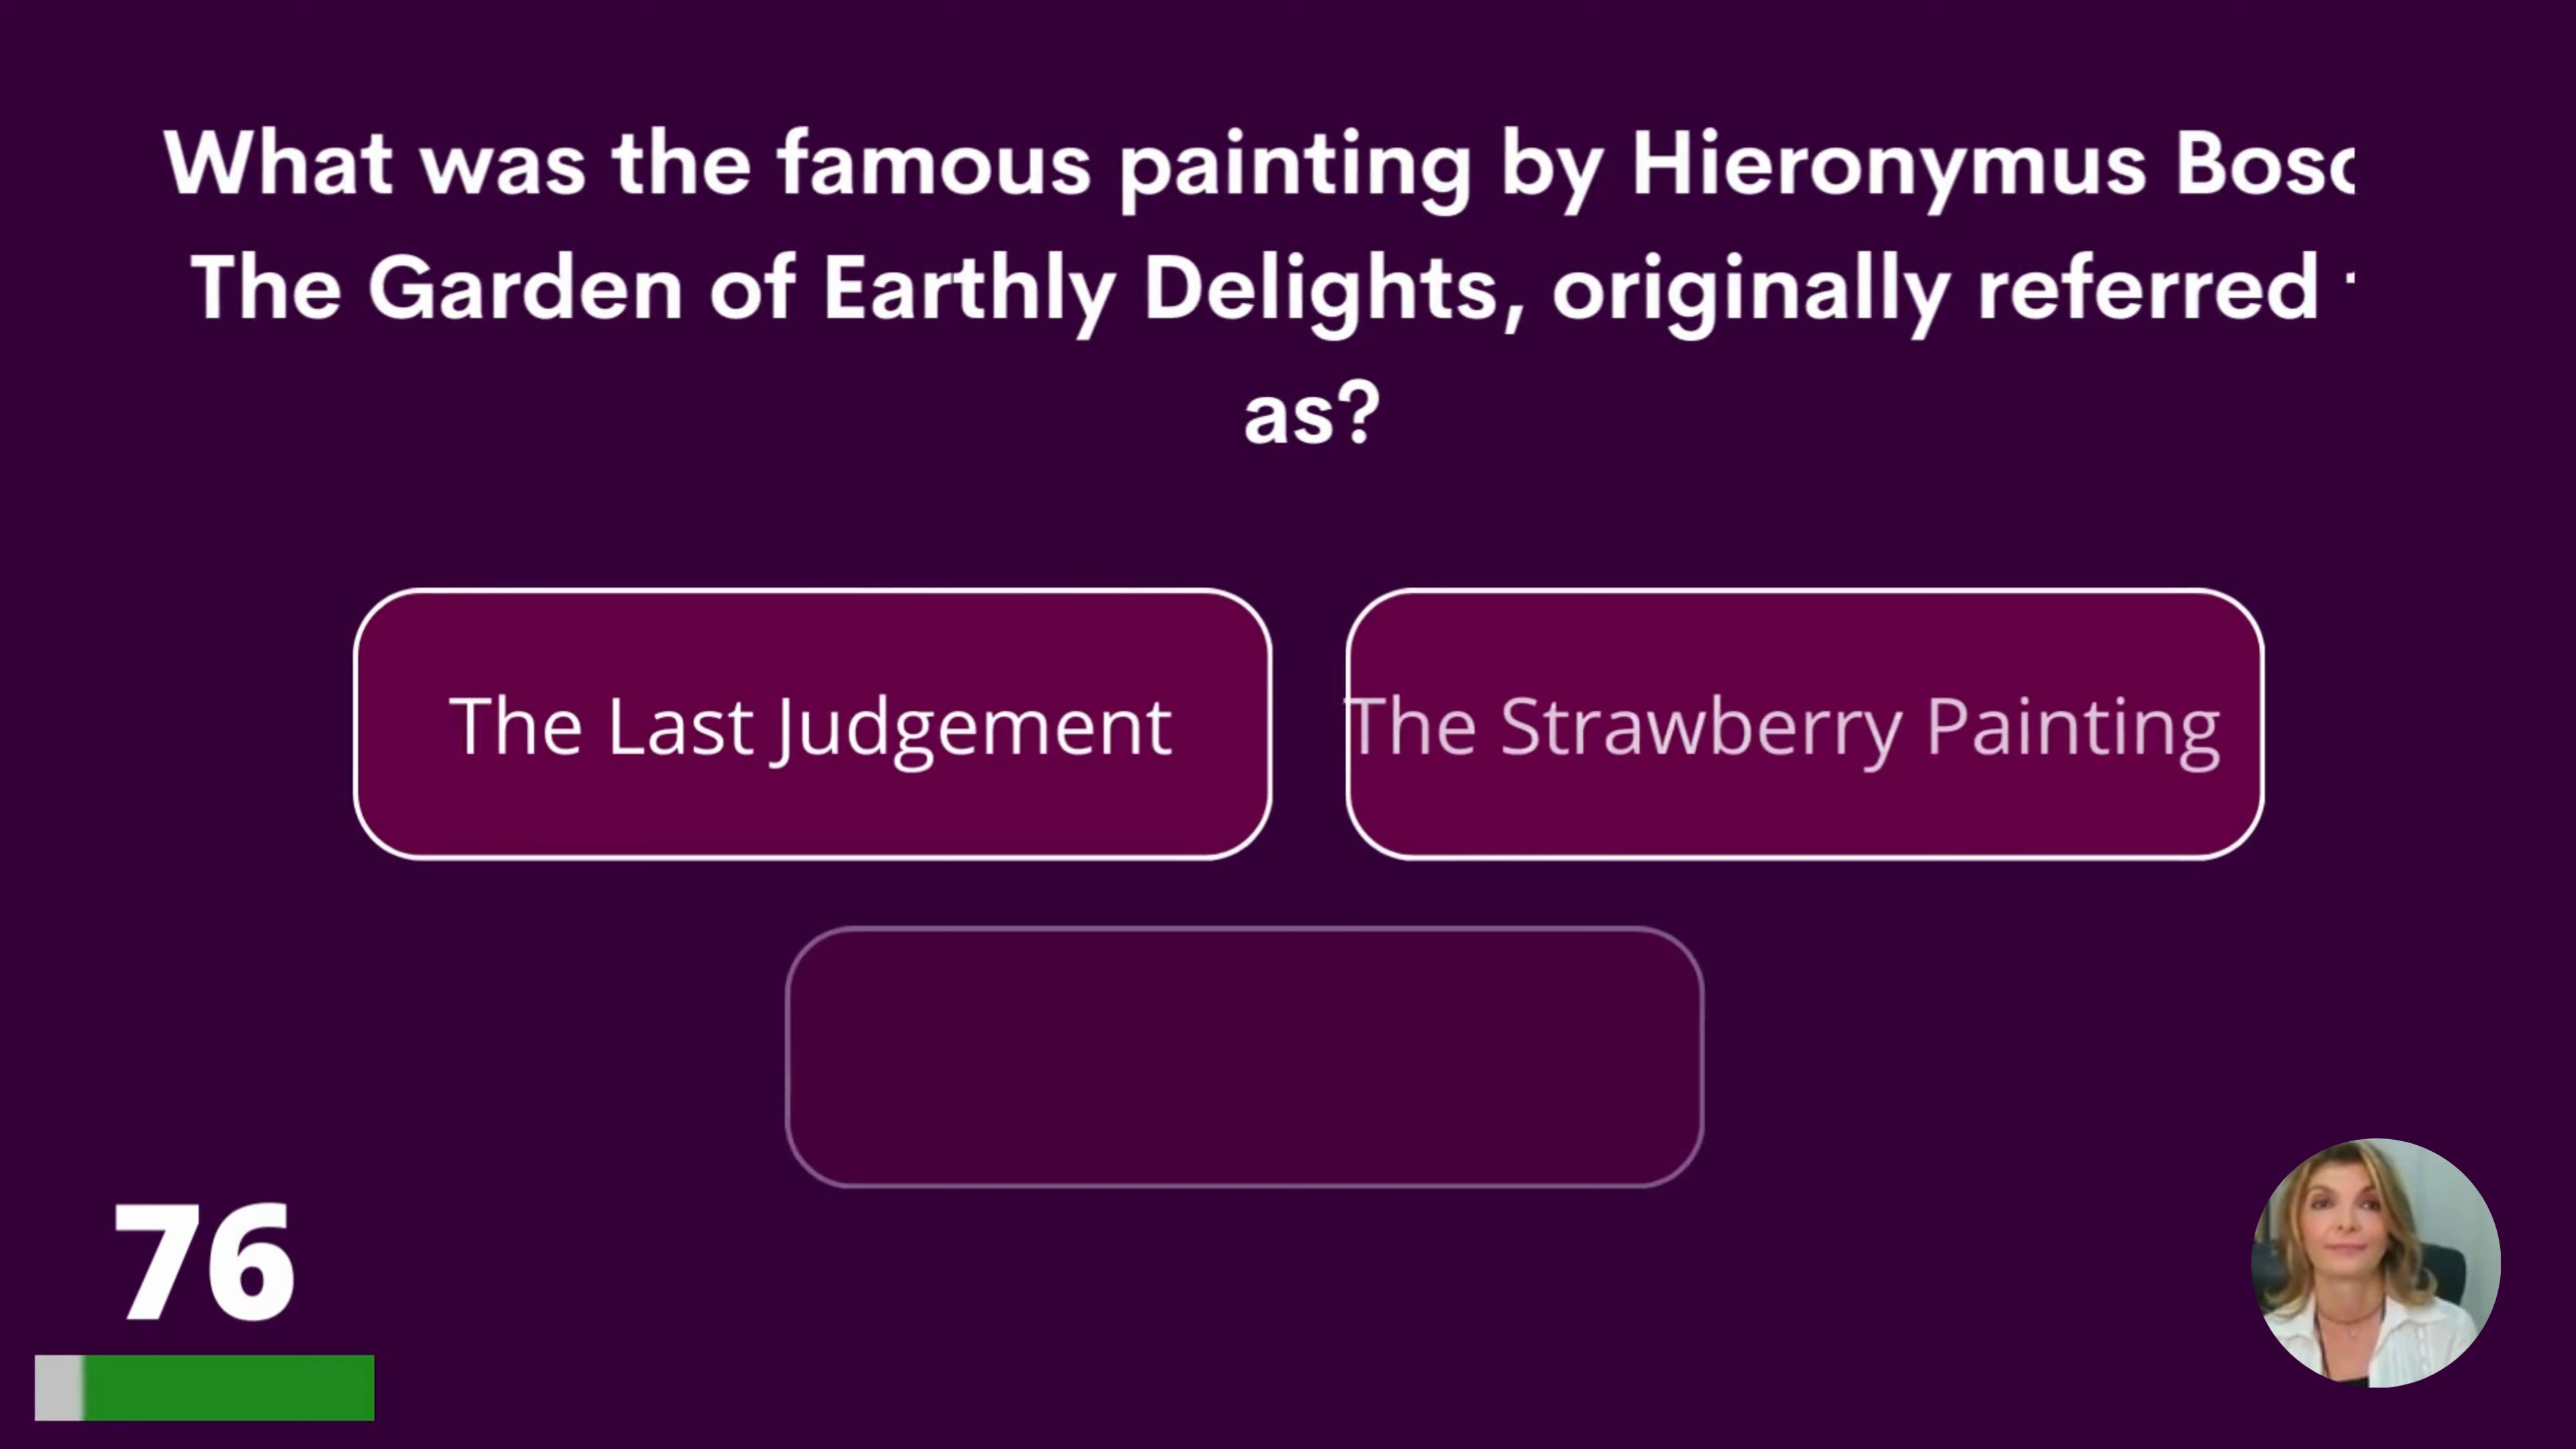 What was the famous painting by Hieronymus Bosc
The Garden of Earthly Delights, originally referred
as?
The Last Judgement
The Strawberry Painting
76